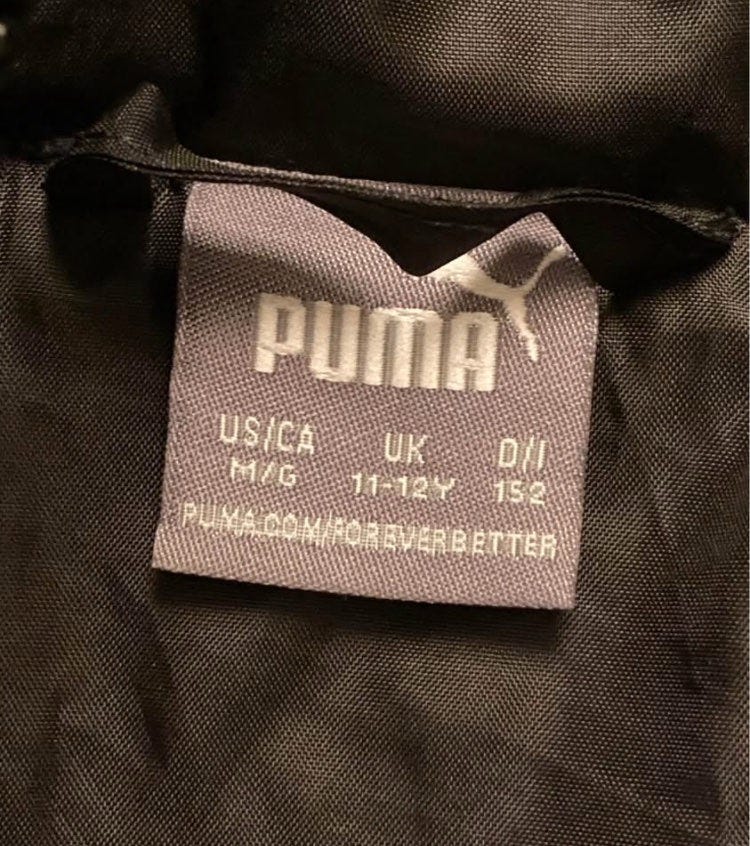 PUMA
US/CA UK D/I
M/G 11-12Y 152
PUMA.COM/FOREVERBETTER